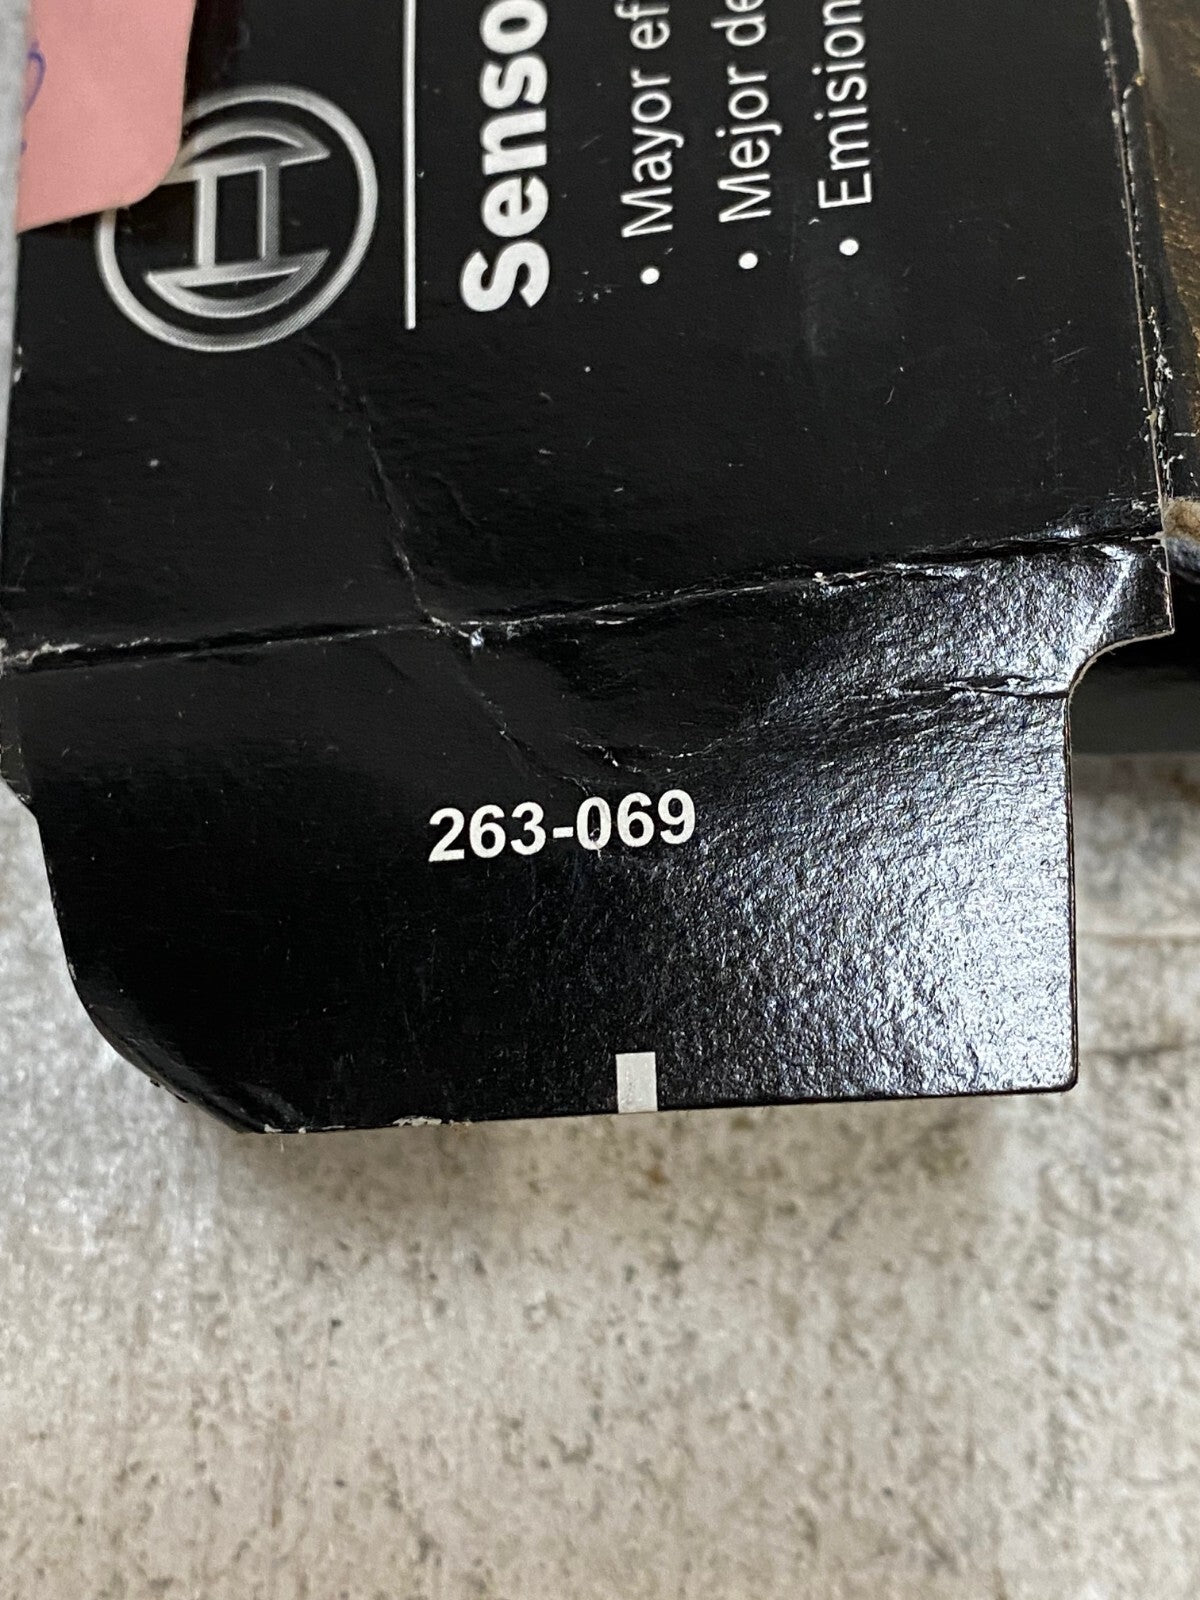 Senso
• Mayor ef
• Mejor de
• Emision
263-069